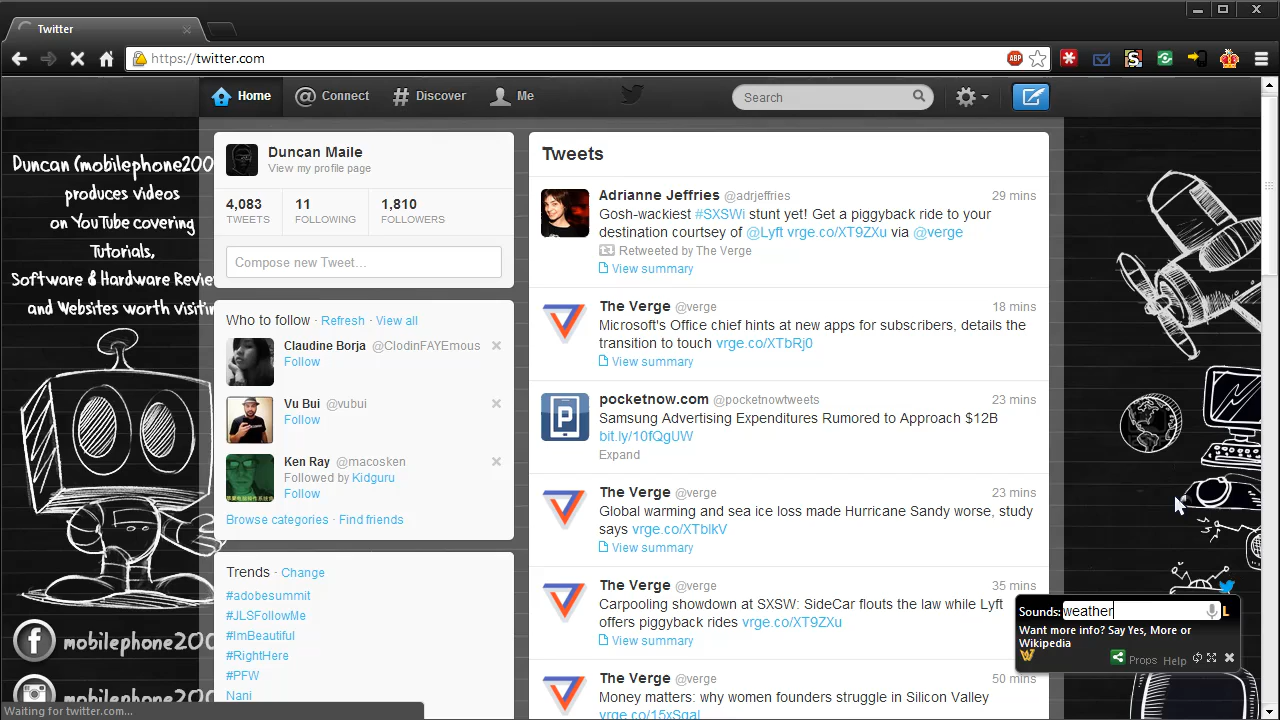 Twitter
https://twitter.com
ABP
Home
Connect
Discover
Me
Search
Duncan (mobilephone200
produces videos
on YouTube covering
Tutorials,
Software & Hardware Revie
and Websites worth visitin
mobilephone200
Duncan Maile
View my profile page
4,083
TWEETS
11
FOLLOWING
1,810
FOLLOWERS
Compose new Tweet...
Who to follow · Refresh · View all
Claudine Borja @ClodinFAYEmous
Follow
Vu Bui @vubui
Follow
Ken Ray @macosken
Followed by Kidguru
Follow
Browse categories · Find friends
Trends · Change
#adobesummit
#JLSFollowMe
#ImBeautiful
#RightHere
#PFW
Nani
Tweets
Adrianne Jeffries @adrjeffries 29 mins
Gosh-wackiest #SXSWi stunt yet! Get a piggyback ride to your
destination courtsey of @Lyft vrge.co/XT9ZXu via @verge
Retweeted by The Verge
View summary
The Verge @verge 18 mins
Microsoft's Office chief hints at new apps for subscribers, details the
transition to touch vrge.co/XTbRj0
View summary
pocketnow.com @pocketnowtweets 23 mins
Samsung Advertising Expenditures Rumored to Approach $12B
bit.ly/10fQgUW
Expand
The Verge @verge 23 mins
Global warming and sea ice loss made Hurricane Sandy worse, study
says vrge.co/XTblkV
View summary
The Verge @verge 35 mins
Carpooling showdown at SXSW: SideCar flouts the law while Lyft
offers piggyback rides vrge.co/XT9ZXu
View summary
The Verge @verge 50 mins
Money matters: why women founders struggle in Silicon Valley
vrge.co/15xSgal
Sounds: weather
L
Want more info? Say Yes, More or
Wikipedia
Props Help
mobilephone200
Waiting for twitter.com...